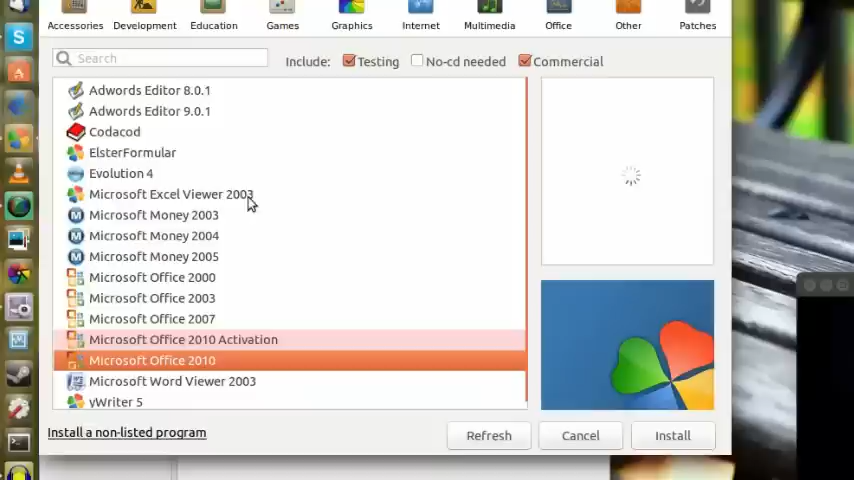 Accessories Development Education Games Graphics Internet Multimedia Office Other Patches
Search Include: Testing No-cd needed Commercial
Adwords Editor 8.0.1
Adwords Editor 9.0.1
Codacod
ElsterFormular
Evolution 4
Microsoft Excel Viewer 2003
Microsoft Money 2003
Microsoft Money 2004
Microsoft Money 2005
Microsoft Office 2000
Microsoft Office 2003
Microsoft Office 2007
Microsoft Office 2010 Activation
Microsoft Office 2010
Microsoft Word Viewer 2003
yWriter 5
Install a non-listed program Refresh Cancel Install